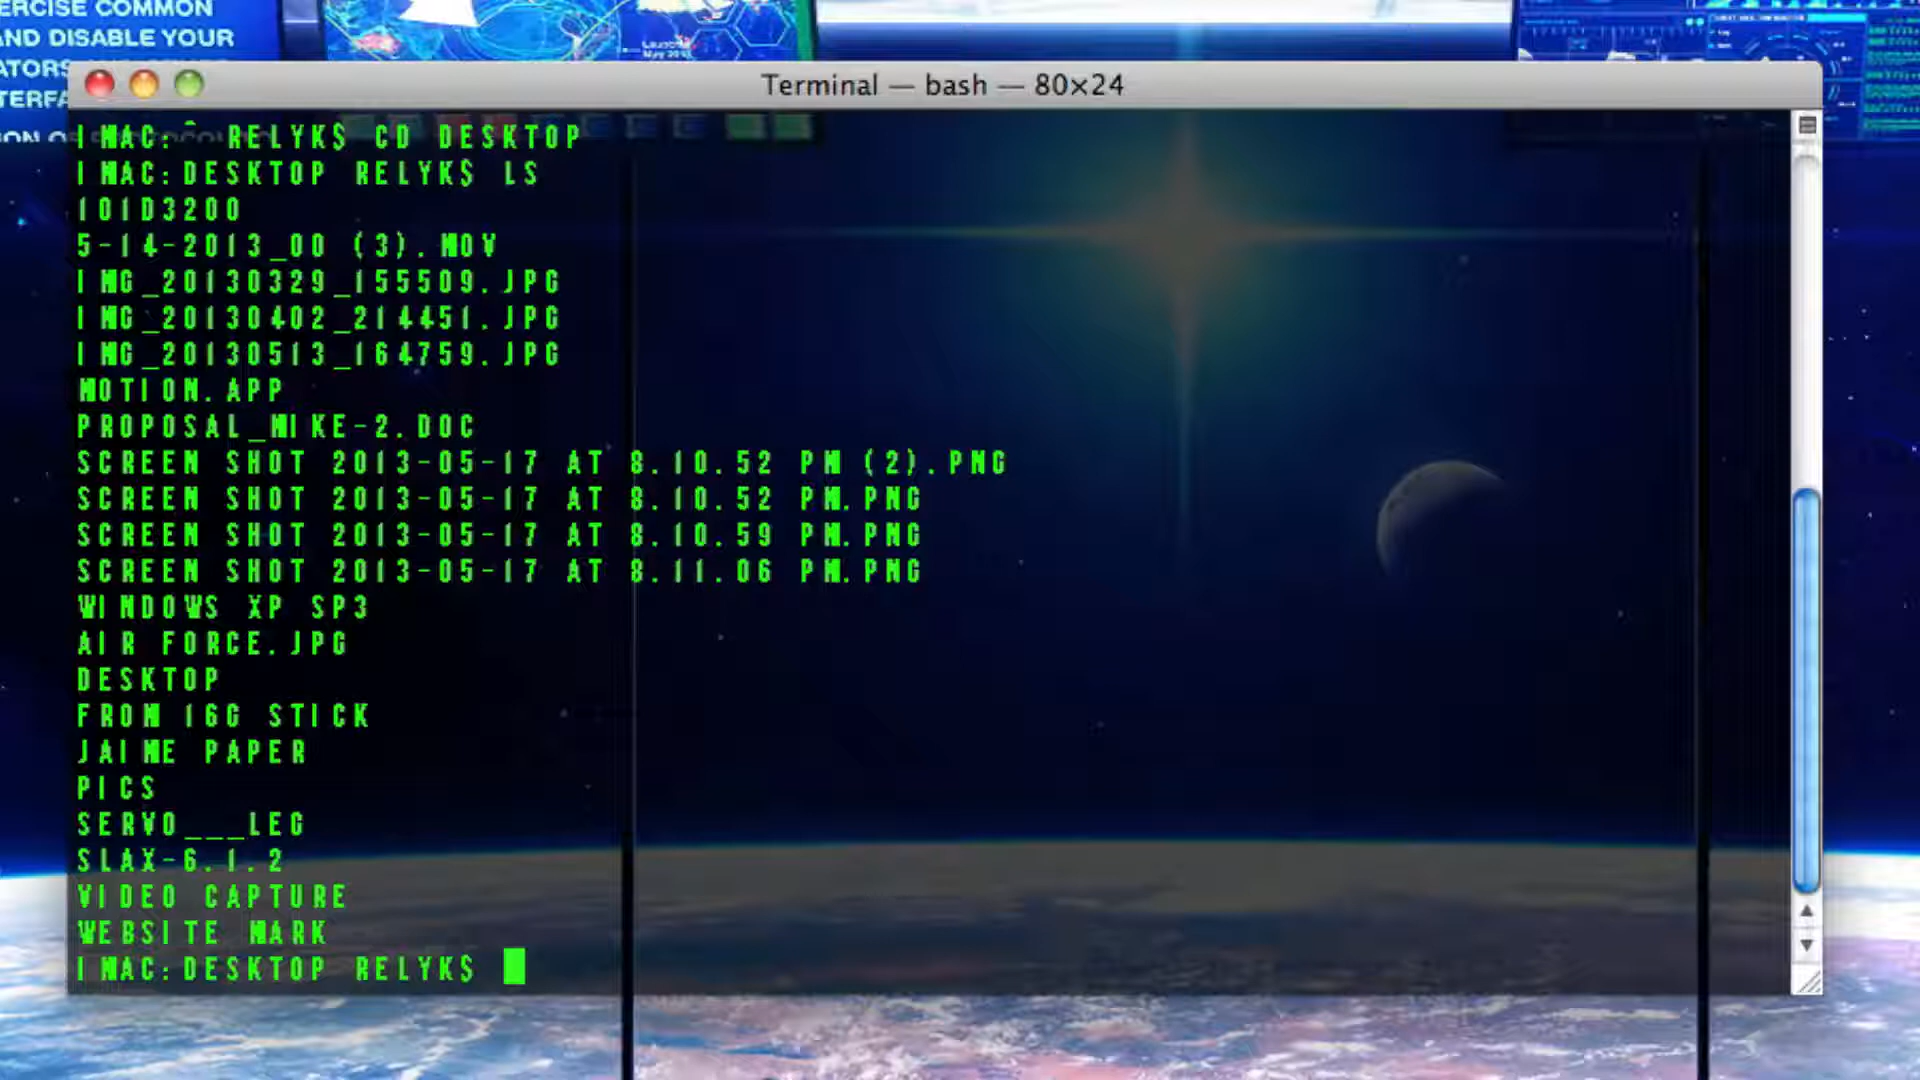 ERCISE COMMON
AND DISABLE YOUR
ATORS
TERFA
Terminal — bash — 80×24
IMAC:~ RELYK$ CD DESKTOP
IMAC:DESKTOP RELYK$ LS
101D3200
5-14-2013_00 (3).MOV
IMG_20130329_155509.JPG
IMG_20130402_214451.JPG
IMG_20130513_164759.JPG
MOTION.APP
PROPOSAL_MIKE-2.DOC
SCREEN SHOT 2013-05-17 AT 8.10.52 PM (2).PNG
SCREEN SHOT 2013-05-17 AT 8.10.52 PM.PNG
SCREEN SHOT 2013-05-17 AT 8.10.59 PM.PNG
SCREEN SHOT 2013-05-17 AT 8.11.06 PM.PNG
WINDOWS XP SP3
AIR FORCE.JPG
DESKTOP
FROM 16G STICK
JAIME PAPER
PICS
SERVO___LEG
SLAX-6.1.2
VIDEO CAPTURE
WEBSITE MARK
IMAC:DESKTOP RELYK$